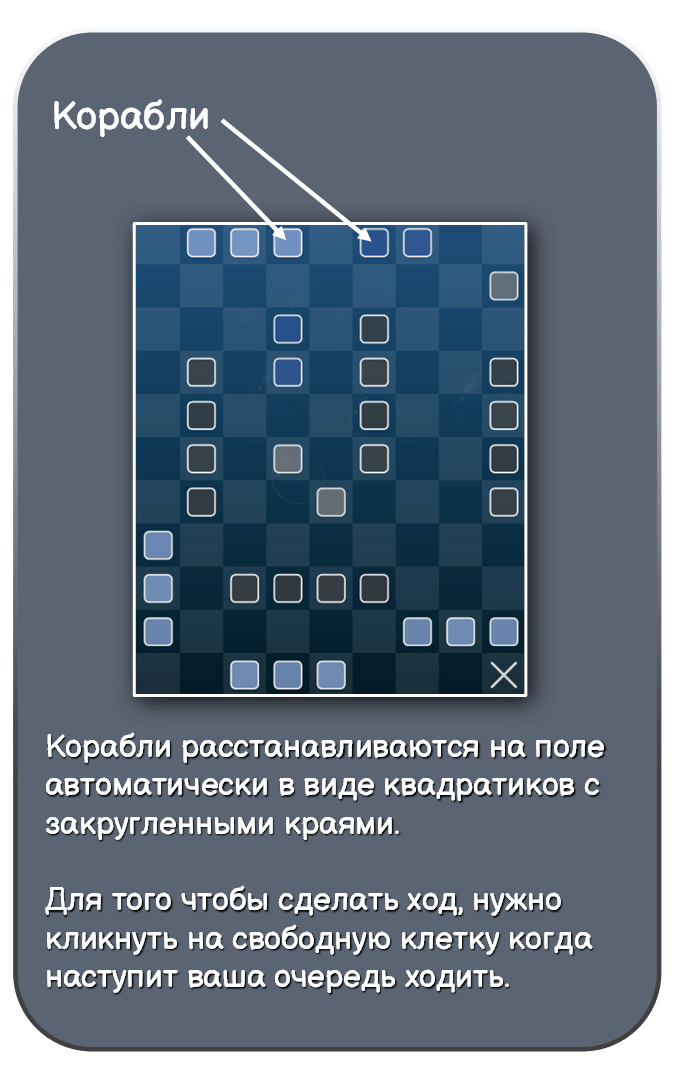 Корабли
Корабли расстанавливаются на поле
автоматически в виде квадратиков с
закругленными краями.
Для того чтобы сделать ход, нужно
кликнуть на свободную клетку когда
наступит ваша очередь ходить.